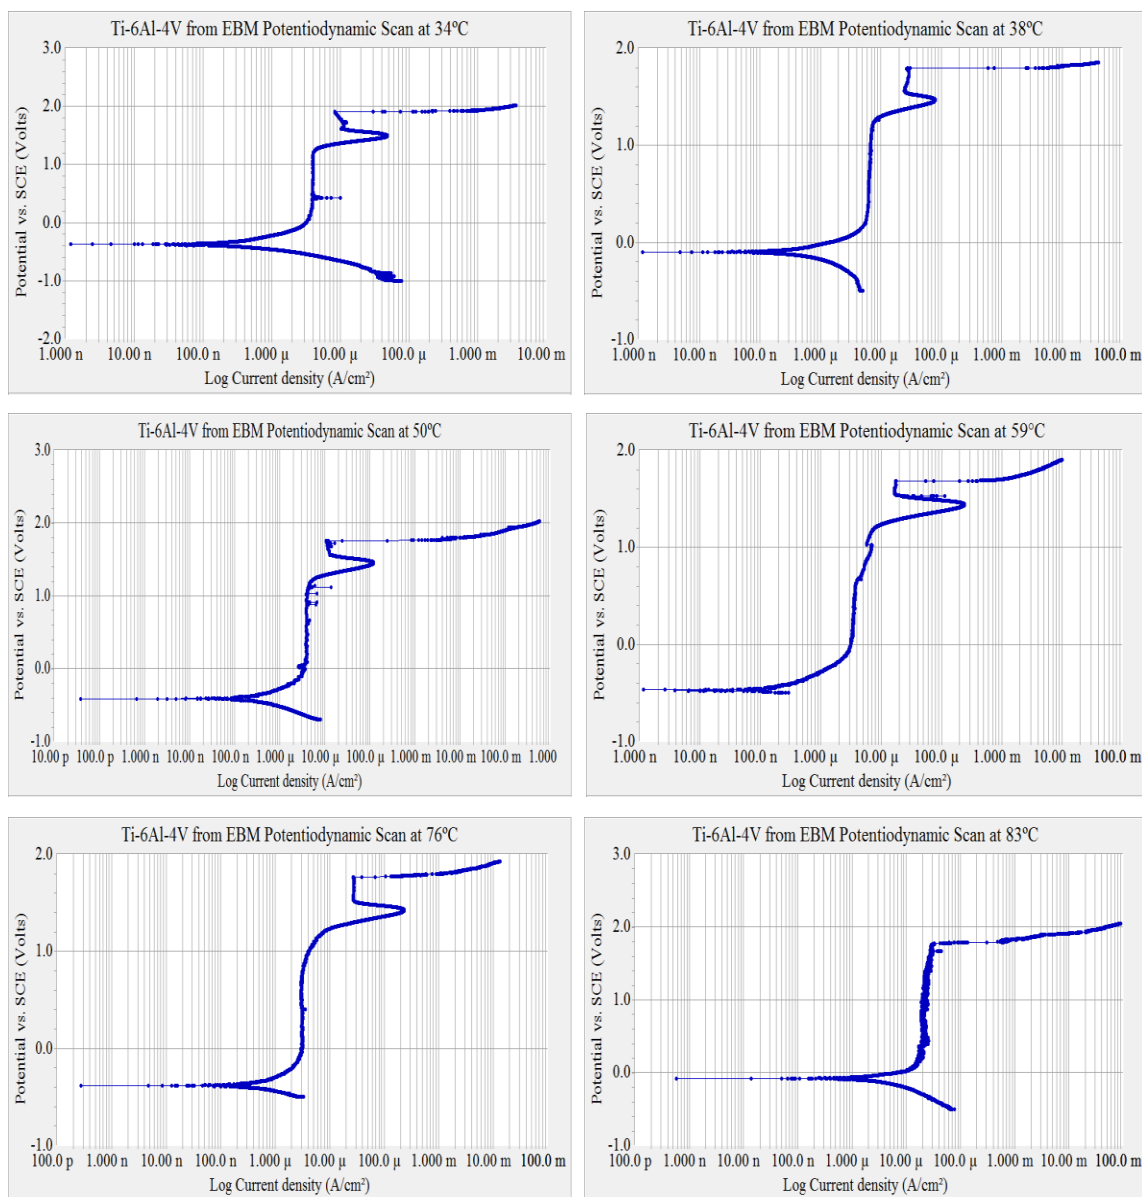 Ti-6Al-4V from EBM Potentiodynamic Scan at 34ºC
Potential vs. SCE (Volts)
3.0
2.0
1.0
0.0
-1.0
-2.0
1.000 n 10.00 n 100.0 n 1.000 µ 10.00 µ 100.0 µ 1.000 m 10.00 m
Log Current density (A/cm²)
Ti-6Al-4V from EBM Potentiodynamic Scan at 38ºC
Potential vs. SCE (Volts)
2.0
1.0
0.0
-1.0
1.000 n 10.00 n 100.0 n 1.000 µ 10.00 µ 100.0 µ 1.000 m 10.00 m 100.0 m
Log Current density (A/cm²)
Ti-6Al-4V from EBM Potentiodynamic Scan at 50ºC
Potential vs. SCE (Volts)
3.0
2.0
1.0
0.0
-1.0
10.00 p 100.0 p 1.000 n 10.00 n 100.0 n 1.000 µ 10.00 µ 100.0 µ 1.000 m 10.00 m 100.0 m 1.000
Log Current density (A/cm²)
Ti-6Al-4V from EBM Potentiodynamic Scan at 59°C
Potential vs. SCE (Volts)
2.0
1.0
0.0
-1.0
1.000 n 10.00 n 100.0 n 1.000 µ 10.00 µ 100.0 µ 1.000 m 10.00 m 100.0 m
Log Current density (A/cm²)
Ti-6Al-4V from EBM Potentiodynamic Scan at 76ºC
Potential vs. SCE (Volts)
2.0
1.0
0.0
-1.0
100.0 p 1.000 n 10.00 n 100.0 n 1.000 µ 10.00 µ 100.0 µ 1.000 m 10.00 m 100.0 m
Log Current density (A/cm²)
Ti-6Al-4V from EBM Potentiodynamic Scan at 83ºC
Potential vs. SCE (Volts)
3.0
2.0
1.0
0.0
-1.0
100.0 p 1.000 n 10.00 n 100.0 n 1.000 µ 10.00 µ 100.0 µ 1.000 m 10.00 m 100.0 m
Log Current density (A/cm²)